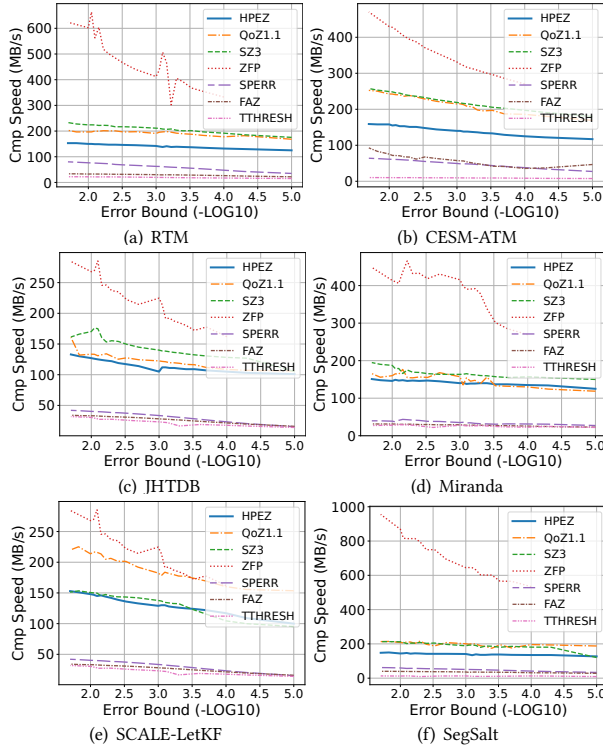 Cmp Speed (MB/s)
600
500
400
300
200
100
0
HPEZ
QoZ1.1
SZ3
ZFP
SPERR
FAZ
TTHRESH
2.0 2.5 3.0 3.5 4.0 4.5 5.0
Error Bound (-LOG10)
(a) RTM
Cmp Speed (MB/s)
400
300
200
100
0
HPEZ
QoZ1.1
SZ3
ZFP
SPERR
FAZ
TTHRESH
2.0 2.5 3.0 3.5 4.0 4.5 5.0
Error Bound (-LOG10)
(b) CESM-ATM
Cmp Speed (MB/s)
250
200
150
100
50
HPEZ
QoZ1.1
SZ3
ZFP
SPERR
FAZ
TTHRESH
2.0 2.5 3.0 3.5 4.0 4.5 5.0
Error Bound (-LOG10)
(c) JHTDB
Cmp Speed (MB/s)
400
300
200
100
0
HPEZ
QoZ1.1
SZ3
ZFP
SPERR
FAZ
TTHRESH
2.0 2.5 3.0 3.5 4.0 4.5 5.0
Error Bound (-LOG10)
(d) Miranda
Cmp Speed (MB/s)
250
200
150
100
50
HPEZ
QoZ1.1
SZ3
ZFP
SPERR
FAZ
TTHRESH
2.0 2.5 3.0 3.5 4.0 4.5 5.0
Error Bound (-LOG10)
(e) SCALE-LetKF
Cmp Speed (MB/s)
1000
800
600
400
200
0
HPEZ
QoZ1.1
SZ3
ZFP
SPERR
FAZ
TTHRESH
2.0 2.5 3.0 3.5 4.0 4.5 5.0
Error Bound (-LOG10)
(f) SegSalt